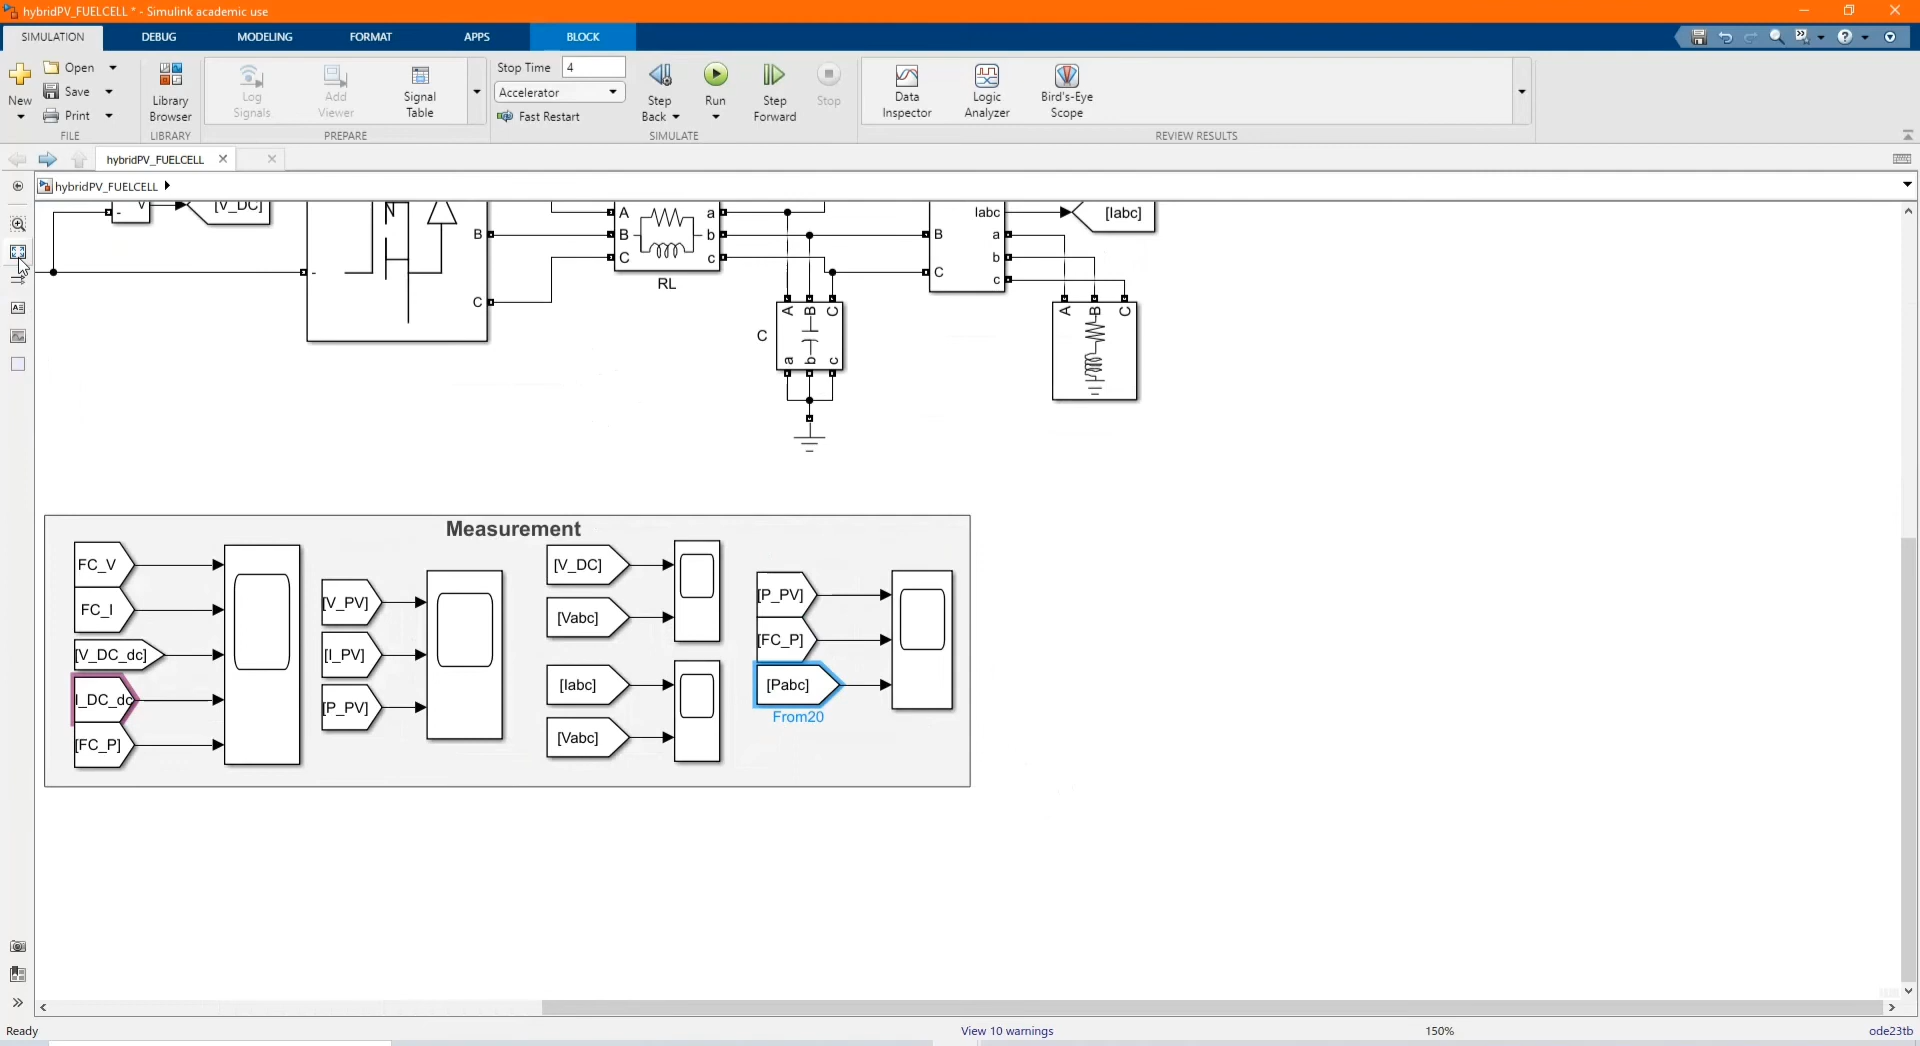 hybridPV_FUELCELL * - Simulink academic use
SIMULATION DEBUG MODELING FORMAT APPS BLOCK
New
Open
Save
Print
FILE
Library Browser
LIBRARY
Log Signals
Add Viewer
Signal Table
PREPARE
Stop Time 4
Accelerator
Fast Restart
Step Back
Run
Step Forward
Stop
SIMULATE
Data Inspector
Logic Analyzer
Bird's-Eye Scope
REVIEW RESULTS
hybridPV_FUELCELL
hybridPV_FUELCELL
V
-
[V_DC]
-
N
B
C
A a
B b
C c
RL
A B C
C
a b c
Iabc
B a
b
C c
[Iabc]
A B C
Measurement
FC_V
FC_I
[V_DC_dc]
I_DC_dc
[FC_P]
[V_PV]
[I_PV]
[P_PV]
[V_DC]
[Vabc]
[Iabc]
[Vabc]
[P_PV]
[FC_P]
[Pabc]
From20
Ready
View 10 warnings
150%
ode23tb